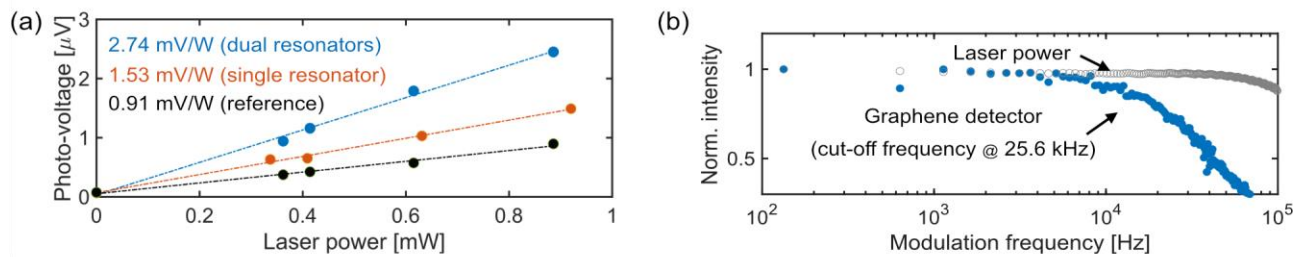 (a)
Photo-voltage [µV]
3
2
1
0
2.74 mV/W (dual resonators)
1.53 mV/W (single resonator)
0.91 mV/W (reference)
0
0.2
0.4
0.6
0.8
1
Laser power [mW]
(b)
Norm. intensity
1
0.5
Laser power
Graphene detector
(cut-off frequency @ 25.6 kHz)
10²
10³
10⁴
10⁵
Modulation frequency [Hz]